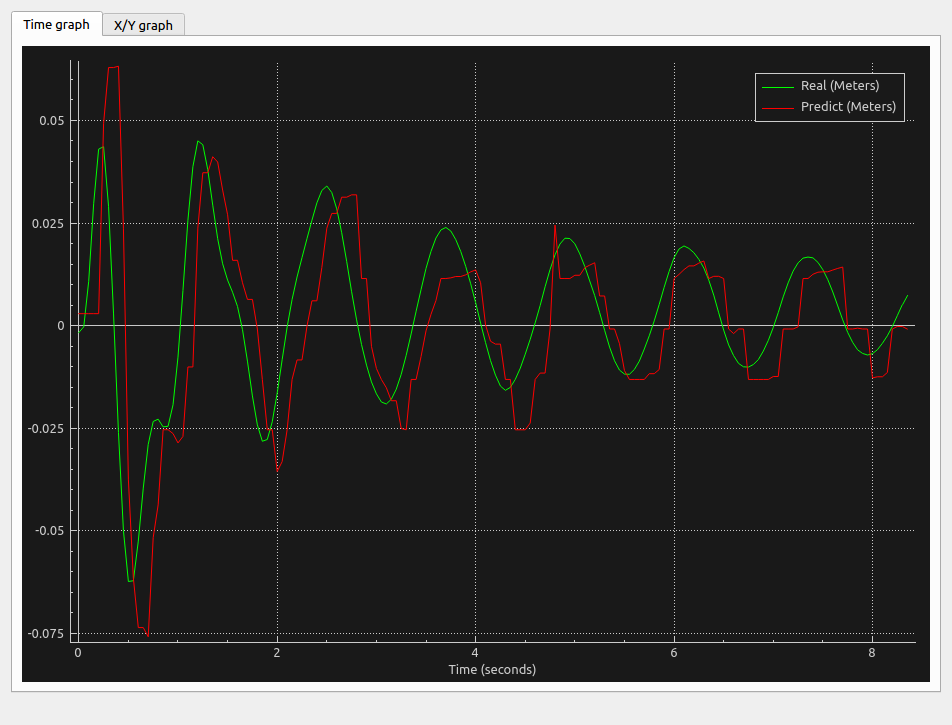 Time graph
X/Y graph
Real (Meters)
Predict (Meters)
0.05
0.025
0
-0.025
-0.05
-0.075
0
2
4
6
8
Time (seconds)